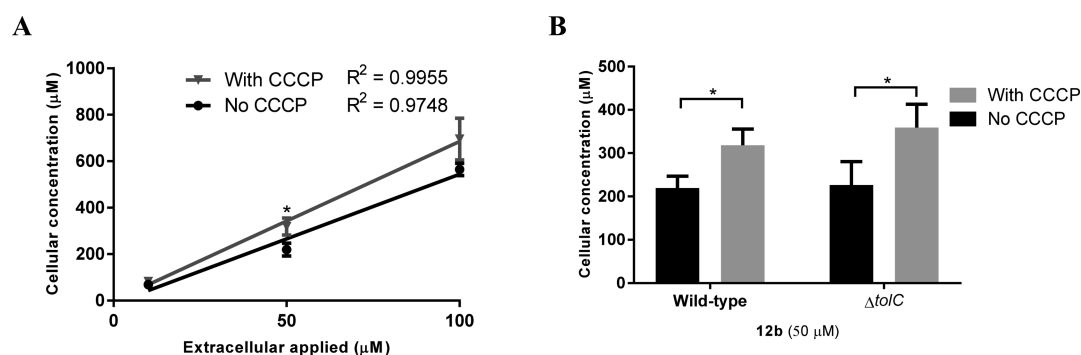 A
Cellular concentration (µM)
1000
800
600
400
200
0
With CCCP R² = 0.9955
No CCCP R² = 0.9748
*
0
50
100
Extracellular applied (µM)
B
Cellular concentration (µM)
500
400
300
200
100
0
*
*
With CCCP
No CCCP
Wild-type
ΔtolC
12b (50 µM)